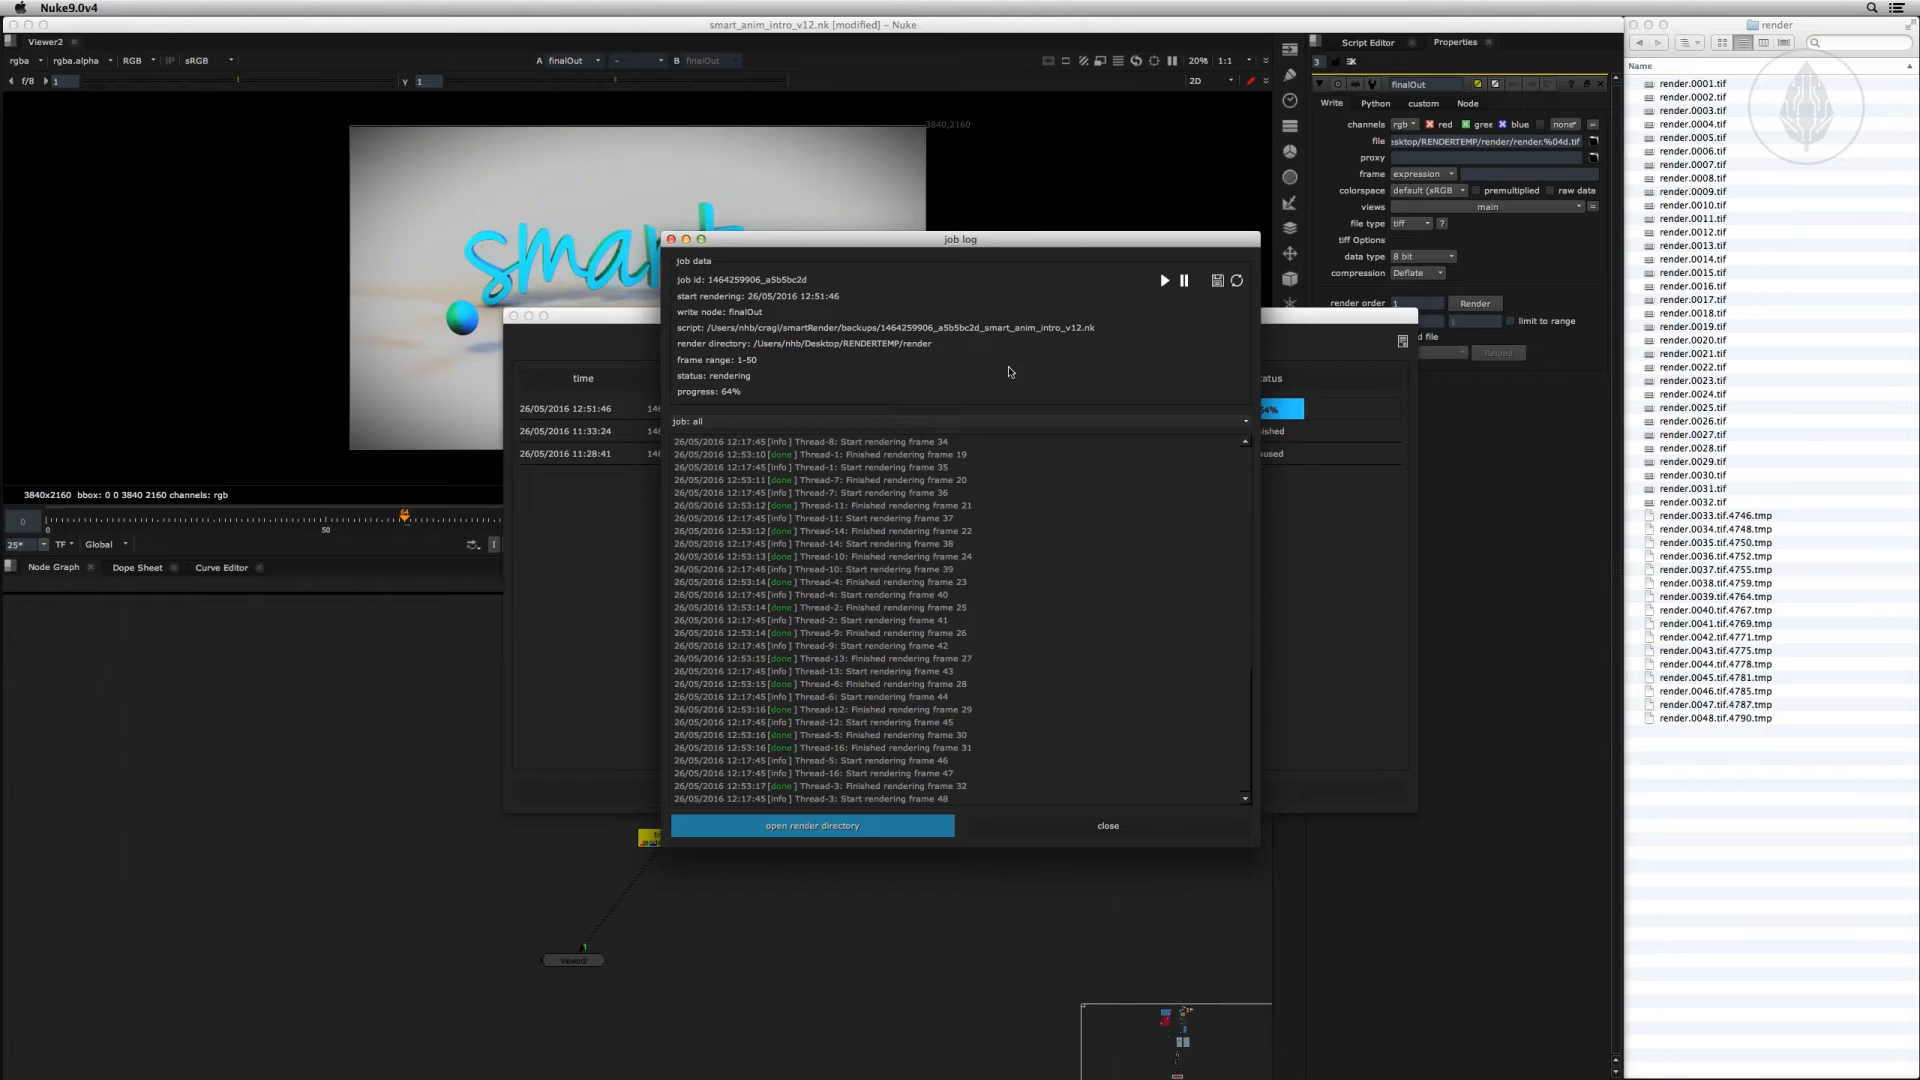 Nuke9.0v4
smart_anim_intro_v12.nk [modified] – Nuke
render
Viewer2
Script Editor
Properties
rgba
rgba.alpha
RGB
IP
sRGB
A finalOut
-
B finalOut
20%
1:1
3
Name
f/8
1
Y
1
2D
finalOut
Write
Python
custom
Node
channels
rgb
red
gree
blue
none
=
file
esktop/RENDERTEMP/render/render.%04d.tif
proxy
frame
expression
colorspace
default (sRGB
premultiplied
raw data
views
main
=
file type
tiff
?
tiff Options
data type
8 bit
compression
Deflate
render order
1
Render
1
limit to range
d file
Reload
3840,2160
smart
job log
job data
job id: 1464259906_a5b5bc2d
start rendering: 26/05/2016 12:51:46
write node: finalOut
script: /Users/nhb/cragl/smartRender/backups/1464259906_a5b5bc2d_smart_anim_intro_v12.nk
render directory: /Users/nhb/Desktop/RENDERTEMP/render
frame range: 1-50
status: rendering
progress: 64%
job: all
26/05/2016 12:17:45 [info ] Thread-8: Start rendering frame 34
26/05/2016 12:53:10 [done ] Thread-1: Finished rendering frame 19
26/05/2016 12:17:45 [info ] Thread-1: Start rendering frame 35
26/05/2016 12:53:11 [done ] Thread-7: Finished rendering frame 20
26/05/2016 12:17:45 [info ] Thread-7: Start rendering frame 36
26/05/2016 12:53:12 [done ] Thread-11: Finished rendering frame 21
26/05/2016 12:17:45 [info ] Thread-11: Start rendering frame 37
26/05/2016 12:53:12 [done ] Thread-14: Finished rendering frame 22
26/05/2016 12:17:45 [info ] Thread-14: Start rendering frame 38
26/05/2016 12:53:13 [done ] Thread-10: Finished rendering frame 24
26/05/2016 12:17:45 [info ] Thread-10: Start rendering frame 39
26/05/2016 12:53:14 [done ] Thread-4: Finished rendering frame 23
26/05/2016 12:17:45 [info ] Thread-4: Start rendering frame 40
26/05/2016 12:53:14 [done ] Thread-2: Finished rendering frame 25
26/05/2016 12:17:45 [info ] Thread-2: Start rendering frame 41
26/05/2016 12:53:14 [done ] Thread-9: Finished rendering frame 26
26/05/2016 12:17:45 [info ] Thread-9: Start rendering frame 42
26/05/2016 12:53:15 [done ] Thread-13: Finished rendering frame 27
26/05/2016 12:17:45 [info ] Thread-13: Start rendering frame 43
26/05/2016 12:53:15 [done ] Thread-6: Finished rendering frame 28
26/05/2016 12:17:45 [info ] Thread-6: Start rendering frame 44
26/05/2016 12:53:16 [done ] Thread-12: Finished rendering frame 29
26/05/2016 12:17:45 [info ] Thread-12: Start rendering frame 45
26/05/2016 12:53:16 [done ] Thread-5: Finished rendering frame 30
26/05/2016 12:53:16 [done ] Thread-16: Finished rendering frame 31
26/05/2016 12:17:45 [info ] Thread-5: Start rendering frame 46
26/05/2016 12:17:45 [info ] Thread-16: Start rendering frame 47
26/05/2016 12:53:17 [done ] Thread-3: Finished rendering frame 32
26/05/2016 12:17:45 [info ] Thread-3: Start rendering frame 48
open render directory
close
time
26/05/2016 12:51:46
146
26/05/2016 11:33:24
146
26/05/2016 11:28:41
146
tatus
64%
ished
aused
3840x2160 bbox: 0 0 3840 2160 channels: rgb
0
0
50
64
25*
TF
Global
I
Node Graph
Dope Sheet
Curve Editor
1
Viewer2
render.0001.tif
render.0002.tif
render.0003.tif
render.0004.tif
render.0005.tif
render.0006.tif
render.0007.tif
render.0008.tif
render.0009.tif
render.0010.tif
render.0011.tif
render.0012.tif
render.0013.tif
render.0014.tif
render.0015.tif
render.0016.tif
render.0017.tif
render.0018.tif
render.0019.tif
render.0020.tif
render.0021.tif
render.0022.tif
render.0023.tif
render.0024.tif
render.0025.tif
render.0026.tif
render.0027.tif
render.0028.tif
render.0029.tif
render.0030.tif
render.0031.tif
render.0032.tif
render.0033.tif.4746.tmp
render.0034.tif.4748.tmp
render.0035.tif.4750.tmp
render.0036.tif.4752.tmp
render.0037.tif.4755.tmp
render.0038.tif.4759.tmp
render.0039.tif.4764.tmp
render.0040.tif.4767.tmp
render.0041.tif.4769.tmp
render.0042.tif.4771.tmp
render.0043.tif.4775.tmp
render.0044.tif.4778.tmp
render.0045.tif.4781.tmp
render.0046.tif.4785.tmp
render.0047.tif.4787.tmp
render.0048.tif.4790.tmp